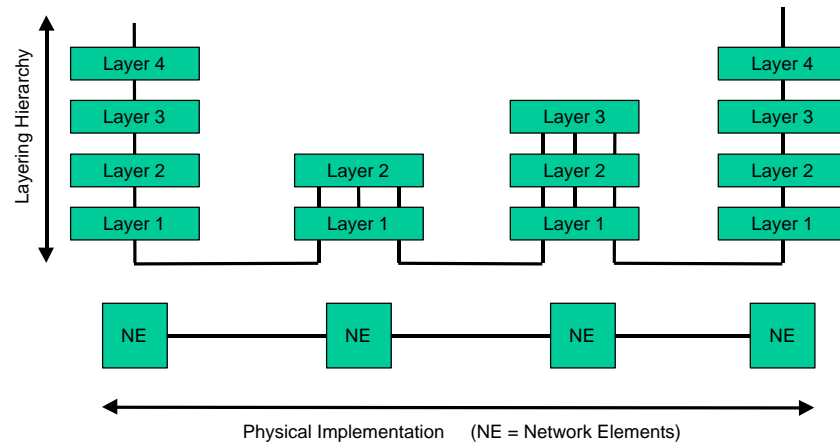 Layering Hierarchy
Layer 4
Layer 4
Layer 3
Layer 3
Layer 3
Layer 2
Layer 2
Layer 2
Layer 2
Layer 1
Layer 1
Layer 1
Layer 1
NE
NE
NE
NE
Physical Implementation (NE = Network Elements)